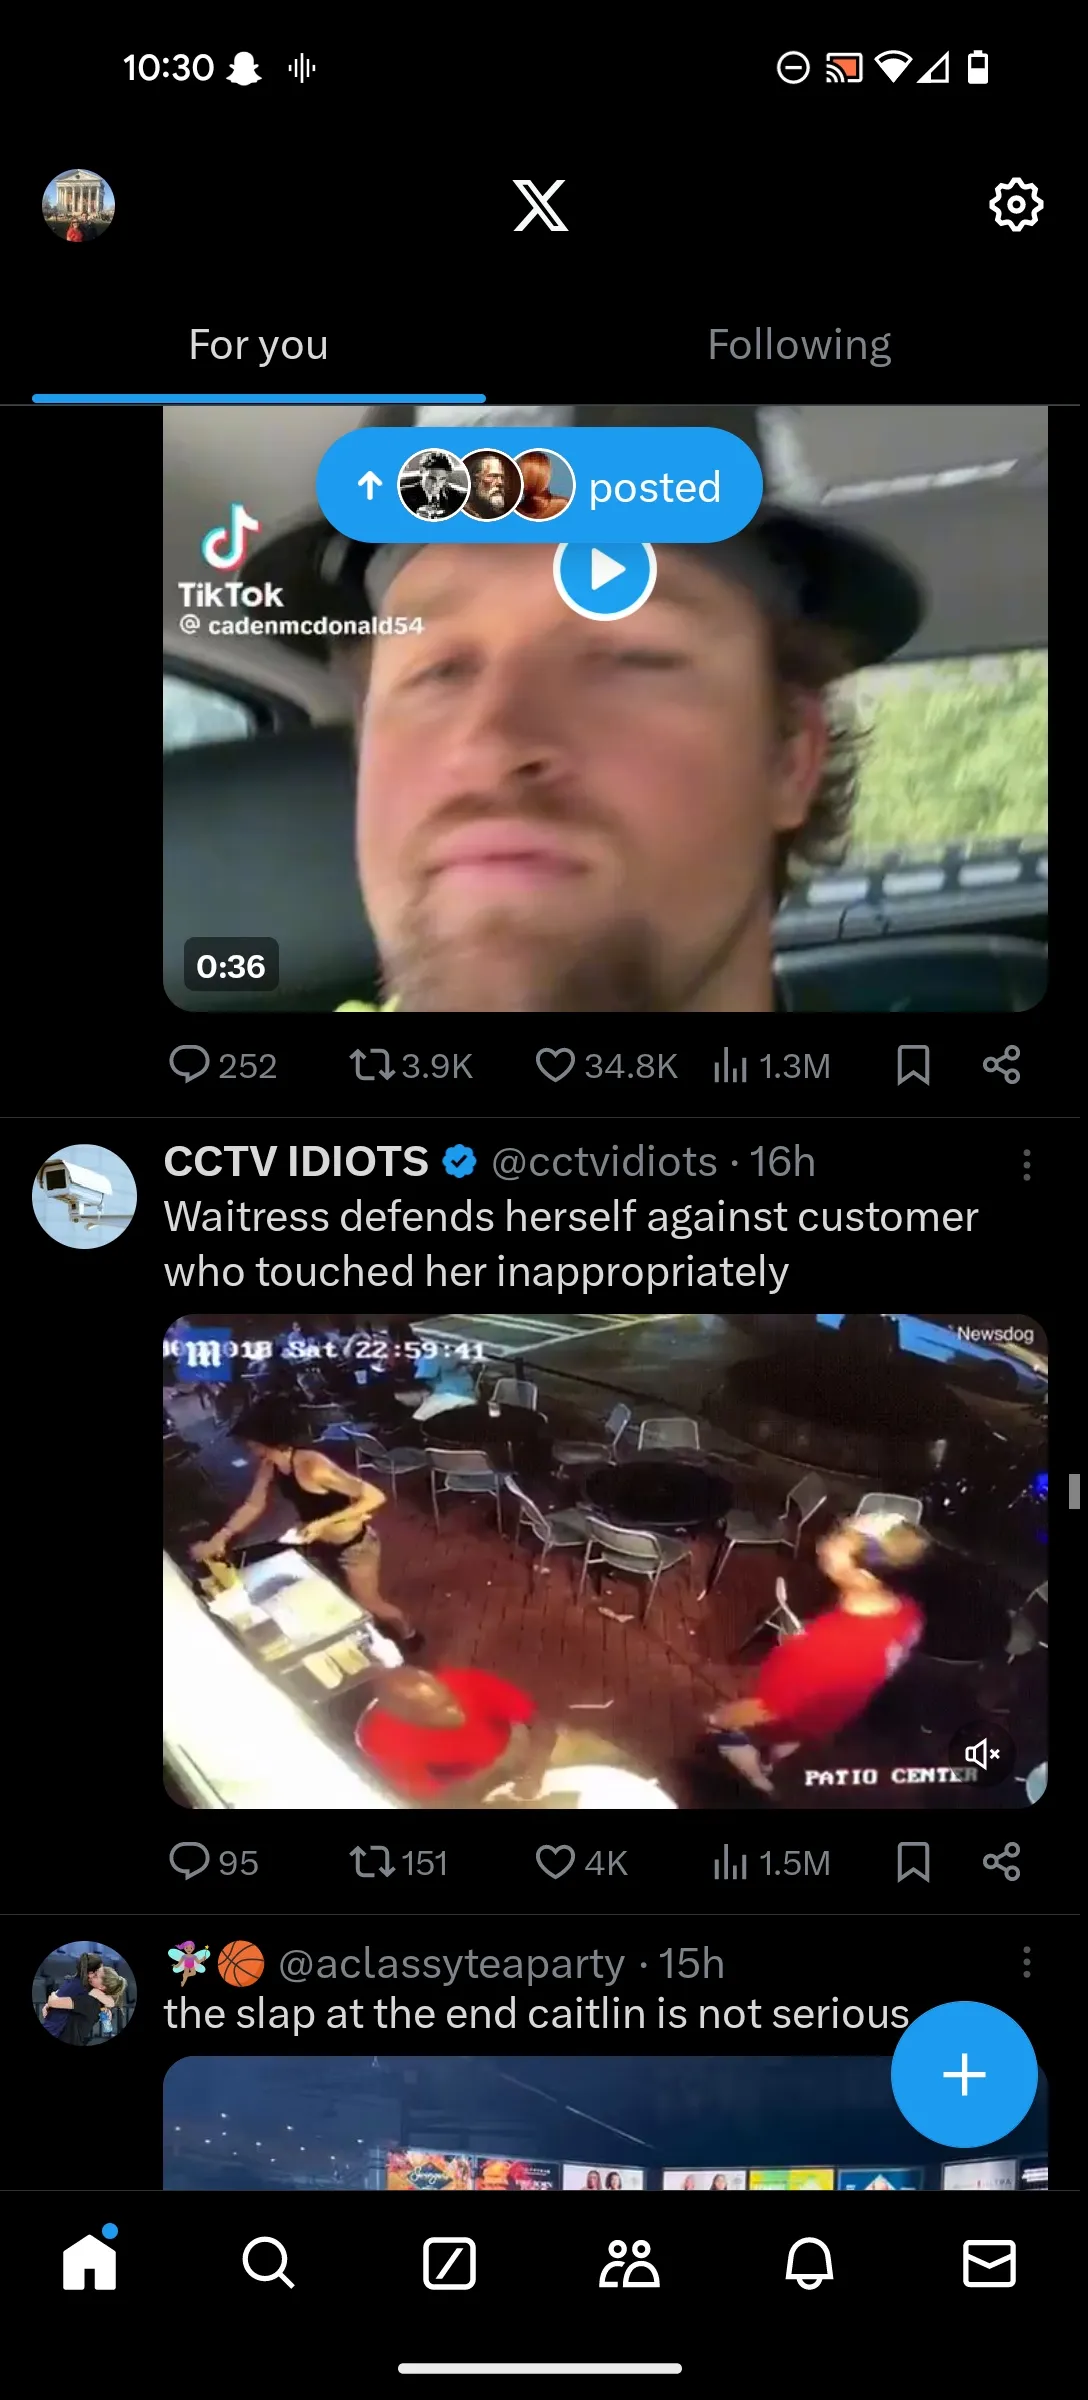 10:30
For you
Following
posted
TikTok
@ cadenmcdonald54
0:36
252
3.9K
34.8K
1.3M
CCTV IDIOTS @cctvidiots · 16h
Waitress defends herself against customer
who touched her inappropriately
Newsdog
Sat 22:59:41
PATIO CENTER
95
151
4K
1.5M
🧚🏽🏀 @aclassyteaparty · 15h
the slap at the end caitlin is not serious